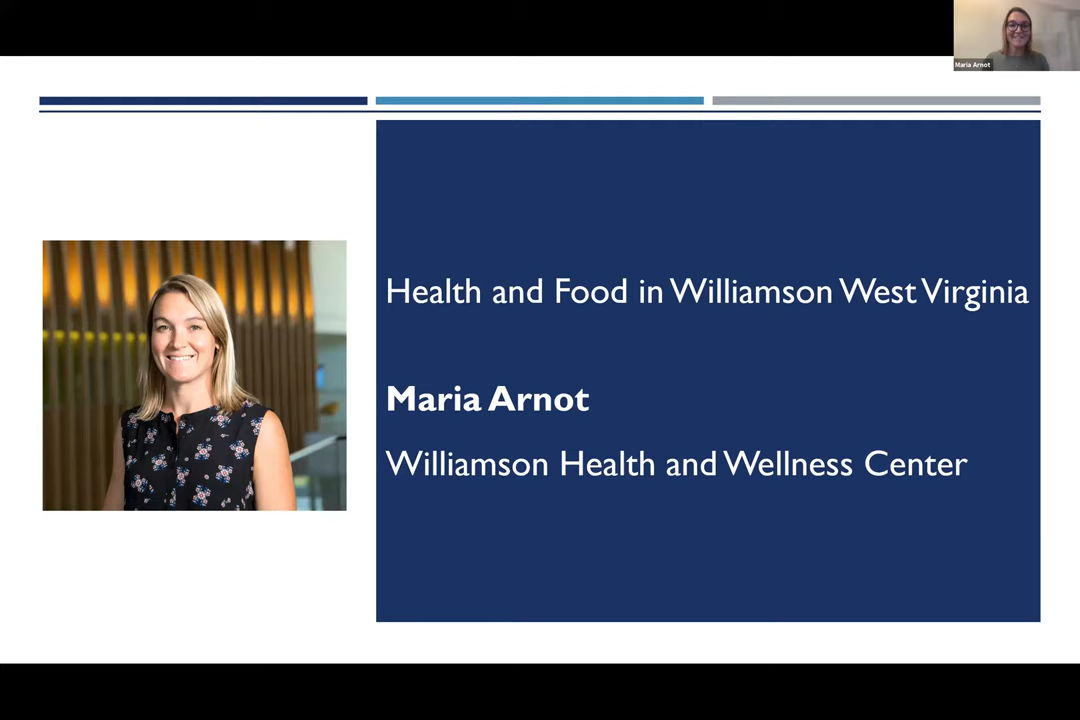 Maria Arnot
Health and Food in Williamson West Virginia
Maria Arnot
Williamson Health and Wellness Center